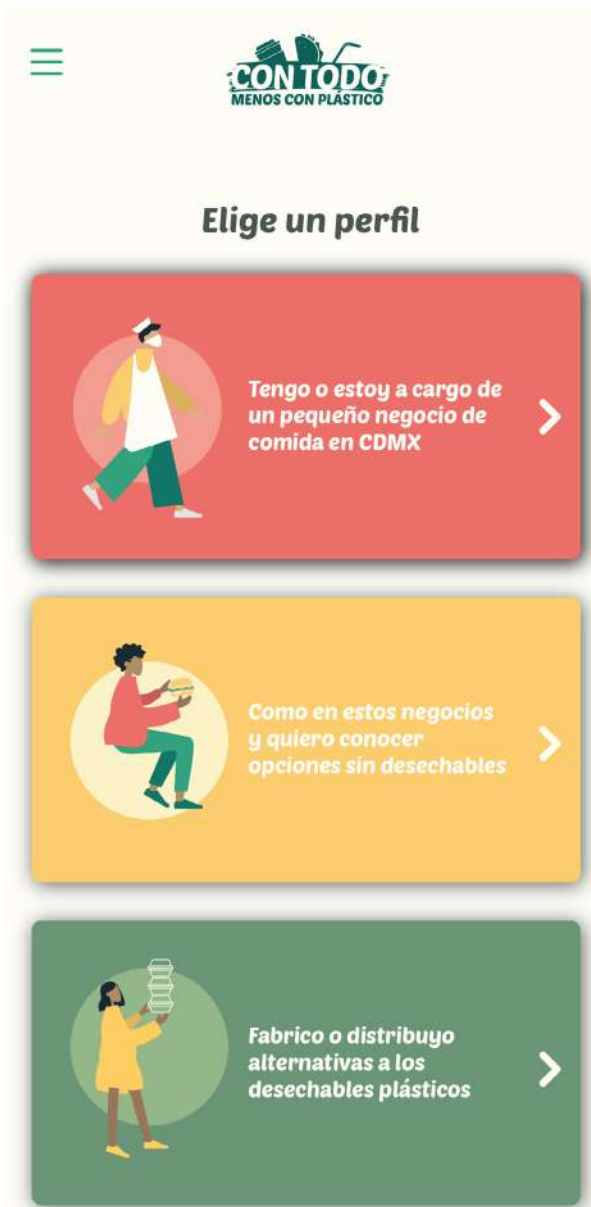 CON TODO
MENOS CON PLÁSTICO
Elige un perfil
Tengo o estoy a cargo de
un pequeño negocio de
comida en CDMX
Como en estos negocios
y quiero conocer
opciones sin desechables
Fabrico o distribuyo
alternativas a los
desechables plásticos